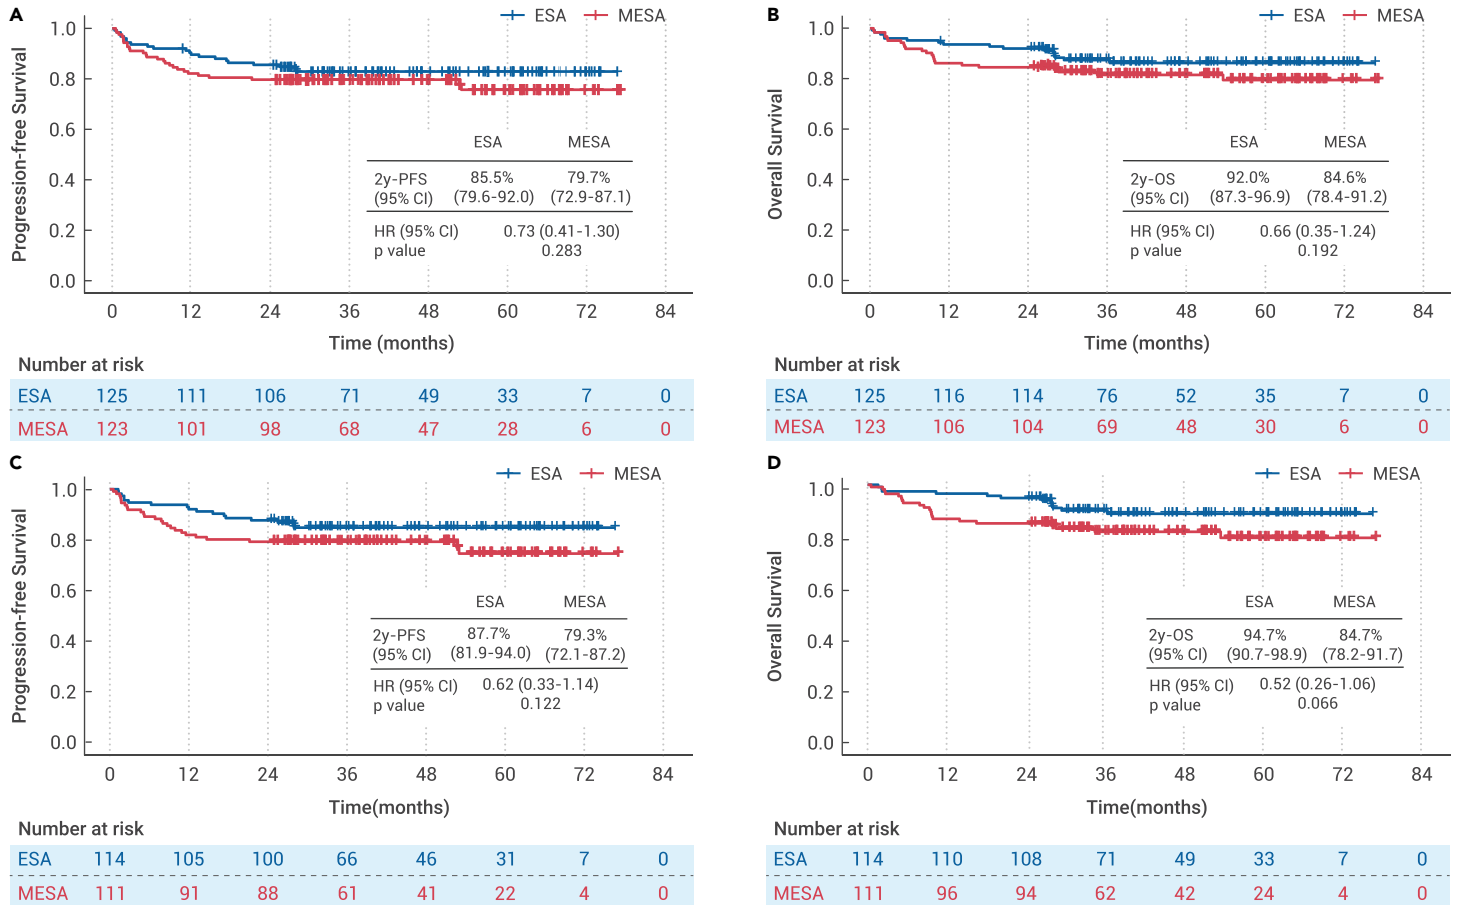 A
ESA MESA
Progression-free Survival
1.0
0.8
0.6
0.4
0.2
0.0
ESA MESA
2y-PFS 85.5% 79.7%
(95% CI) (79.6-92.0) (72.9-87.1)
HR (95% CI) 0.73 (0.41-1.30)
p value 0.283
0 12 24 36 48 60 72 84
Time (months)
Number at risk
ESA 125 111 106 71 49 33 7 0
MESA 123 101 98 68 47 28 6 0
B
ESA MESA
Overall Survival
1.0
0.8
0.6
0.4
0.2
0.0
ESA MESA
2y-OS 92.0% 84.6%
(95% CI) (87.3-96.9) (78.4-91.2)
HR (95% CI) 0.66 (0.35-1.24)
p value 0.192
0 12 24 36 48 60 72 84
Time (months)
Number at risk
ESA 125 116 114 76 52 35 7 0
MESA 123 106 104 69 48 30 6 0
C
ESA MESA
Progression-free Survival
1.0
0.8
0.6
0.4
0.2
0.0
ESA MESA
2y-PFS 87.7% 79.3%
(95% CI) (81.9-94.0) (72.1-87.2)
HR (95% CI) 0.62 (0.33-1.14)
p value 0.122
0 12 24 36 48 60 72 84
Time(months)
Number at risk
ESA 114 105 100 66 46 31 7 0
MESA 111 91 88 61 41 22 4 0
D
ESA MESA
Overall Survival
1.0
0.8
0.6
0.4
0.2
0.0
ESA MESA
2y-OS 94.7% 84.7%
(95% CI) (90.7-98.9) (78.2-91.7)
HR (95% CI) 0.52 (0.26-1.06)
p value 0.066
0 12 24 36 48 60 72 84
Time(months)
Number at risk
ESA 114 110 108 71 49 33 7 0
MESA 111 96 94 62 42 24 4 0